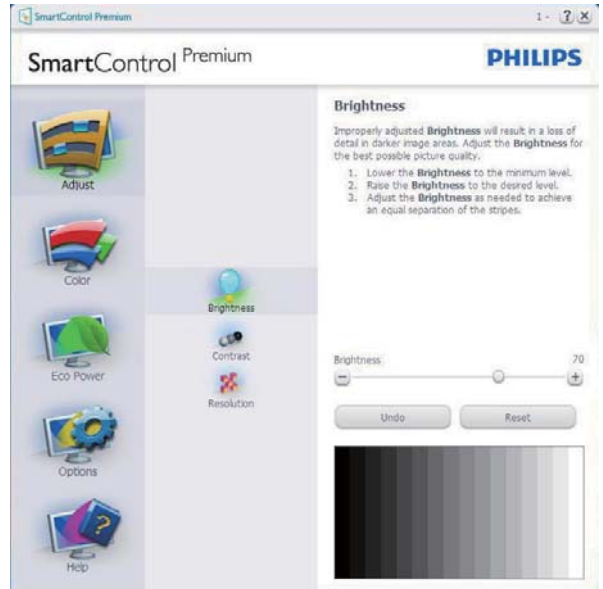 SmartControl Premium
1 - ? X
SmartControl Premium
PHILIPS
Adjust
Color
Eco Power
Options
Help
Brightness
Contrast
Resolution
Brightness
Improperly adjusted Brightness will result in a loss of
detail in darker image areas. Adjust the Brightness for
the best possible picture quality.
1. Lower the Brightness to the minimum level.
2. Raise the Brightness to the desired level.
3. Adjust the Brightness as needed to achieve
an equal separation of the stripes.
Brightness 70
- +
Undo Reset